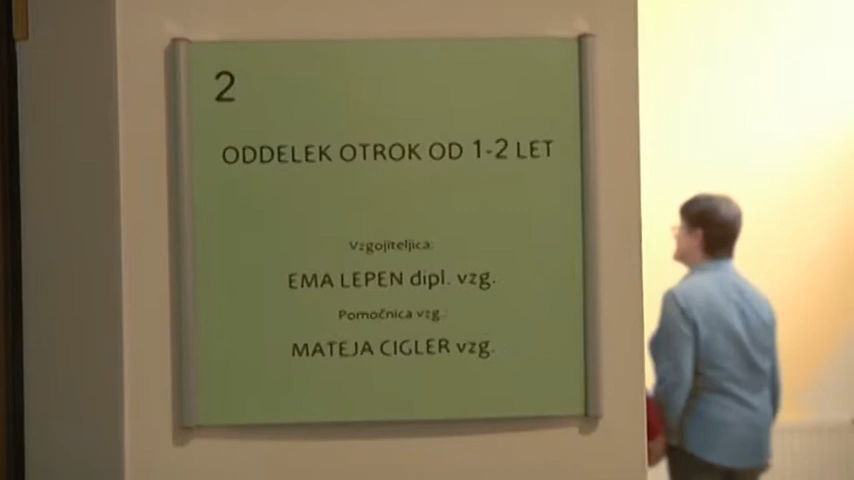 2
ODDELEK OTROK OD 1-2 LET
Vzgojiteljica:
EMA LEPEN dipl. vzg.
Pomočnica vzg.
MATEJA CIGLER vzg.